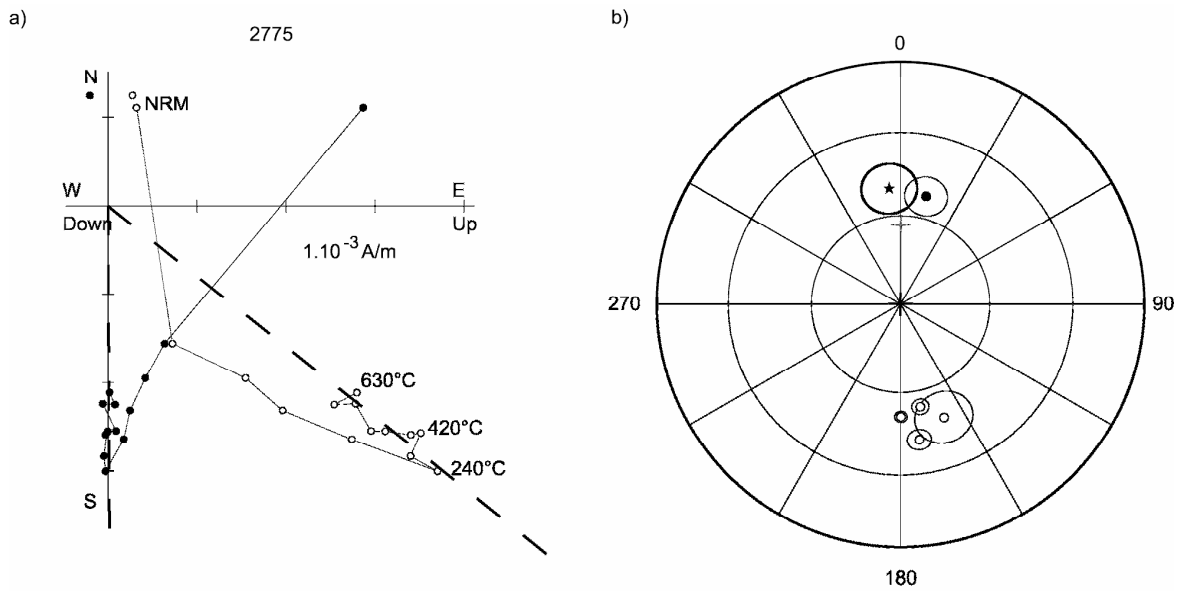 a)
2775
N
NRM
W
E
Down
Up
1.10⁻³ A/m
630°C
420°C
240°C
S
b)
0
270
90
180